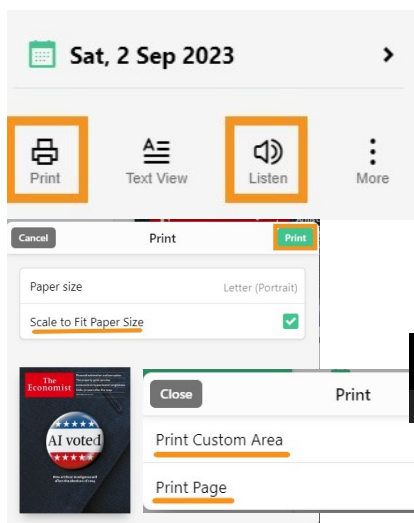 Sat, 2 Sep 2023
Print
Text View
Listen
More
Cancel
Print
Print
Paper size
Letter (Portrait)
Scale to Fit Paper Size
The
Economist
AI voted
Close
Print
Print Custom Area
Print Page